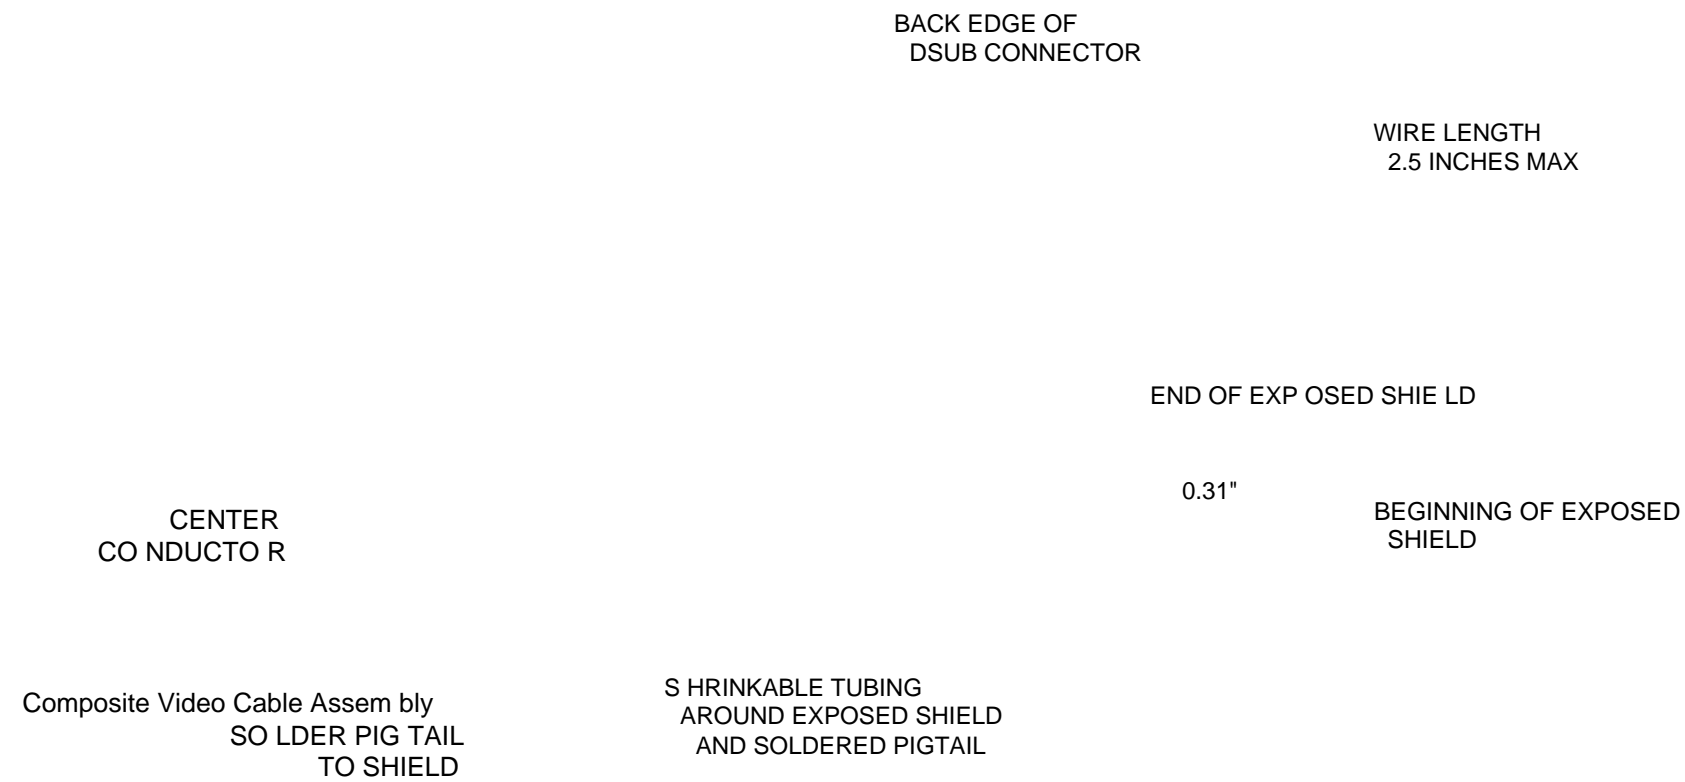 BACK EDGE OF
DSUB CONNECTOR
WIRE LENGTH
2.5 INCHES MAX
END OF EXP OSED SHIE LD
0.31"
BEGINNING OF EXPOSED
SHIELD
CENTER
CO NDUCTO R
Composite Video Cable Assem bly
SO LDER PIG TAIL
TO SHIELD
S HRINKABLE TUBING
AROUND EXPOSED SHIELD
AND SOLDERED PIGTAIL